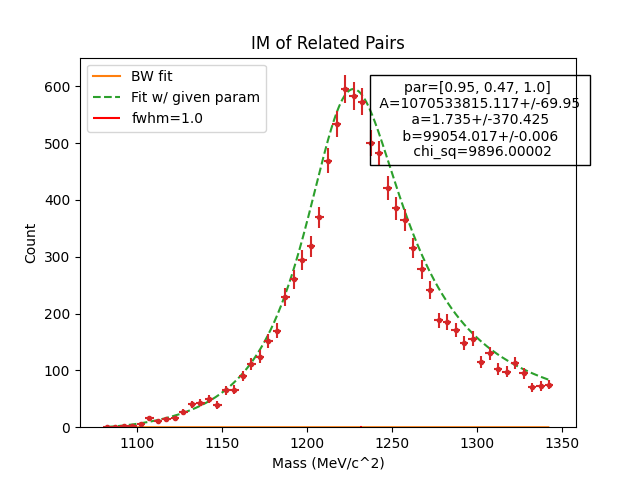 IM of Related Pairs
BW fit
Fit w/ given param
fwhm=1.0
par=[0.95, 0.47, 1.0]
A=1070533815.117+/-69.95
a=1.735+/-370.425
b=99054.017+/-0.006
chi_sq=9896.00002
Count
600
500
400
300
200
100
0
1100
1150
1200
1250
1300
1350
Mass (MeV/c^2)